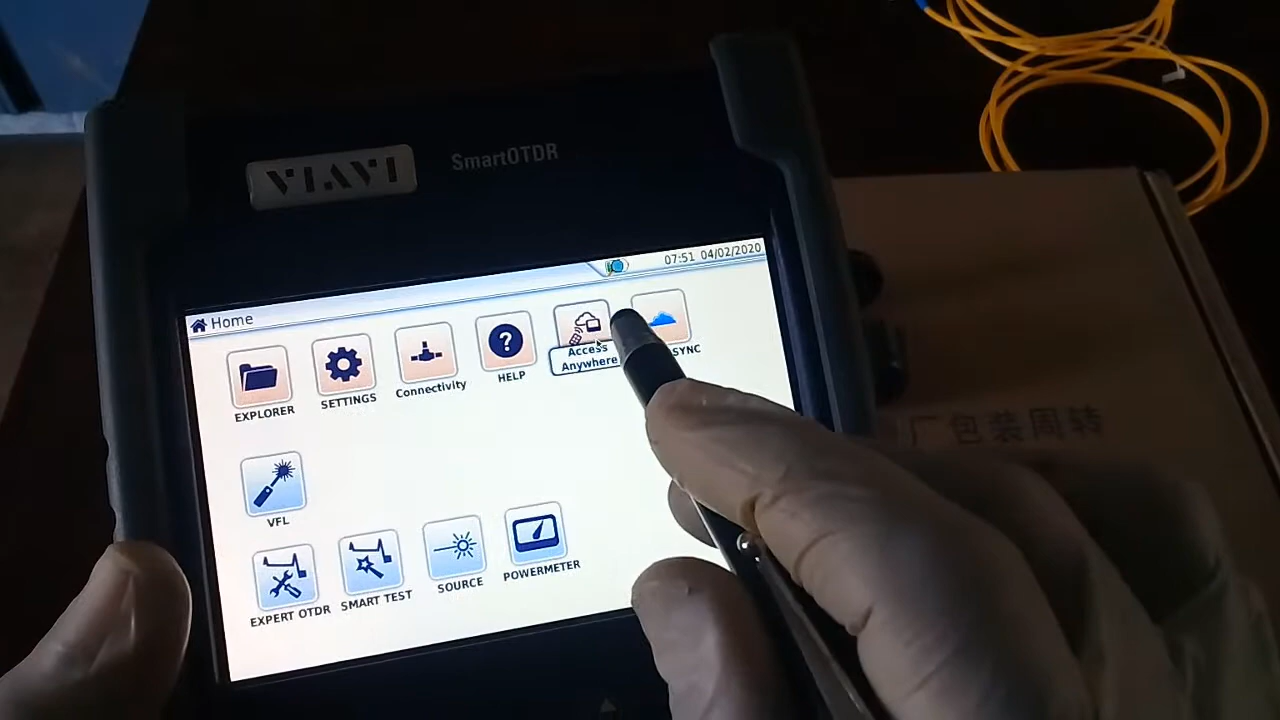 VIAVI
SmartOTDR
07:51 04/02/2020
Home
EXPLORER
SETTINGS
Connectivity
HELP
Access
Anywhere
SYNC
VFL
EXPERT OTDR
SMART TEST
SOURCE
POWERMETER
厂包装周转